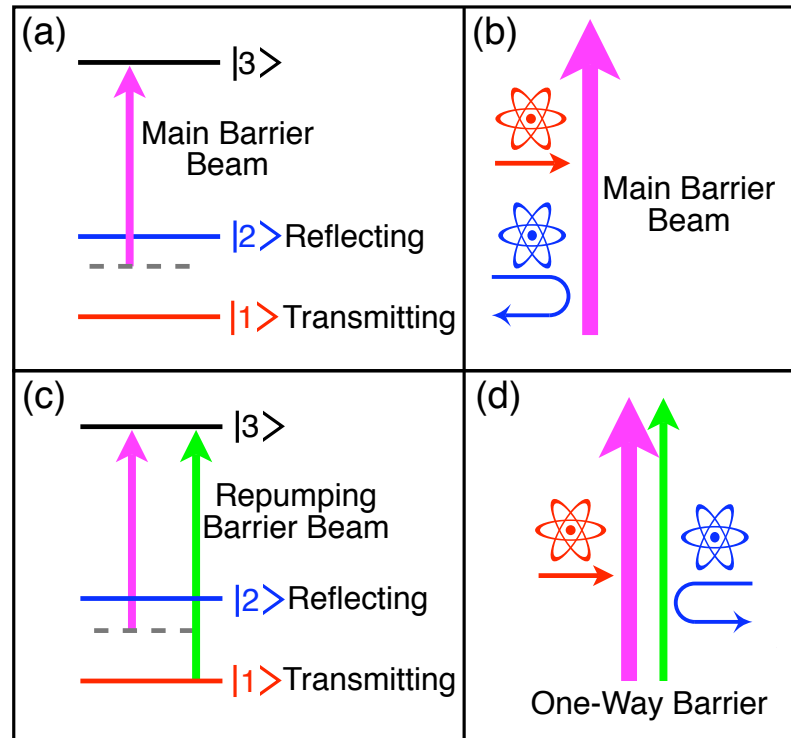 (a)
|3>
Main Barrier
Beam
|2> Reflecting
|1> Transmitting
(b)
Main Barrier
Beam
(c)
|3>
Repumping
Barrier Beam
|2> Reflecting
|1> Transmitting
(d)
One-Way Barrier